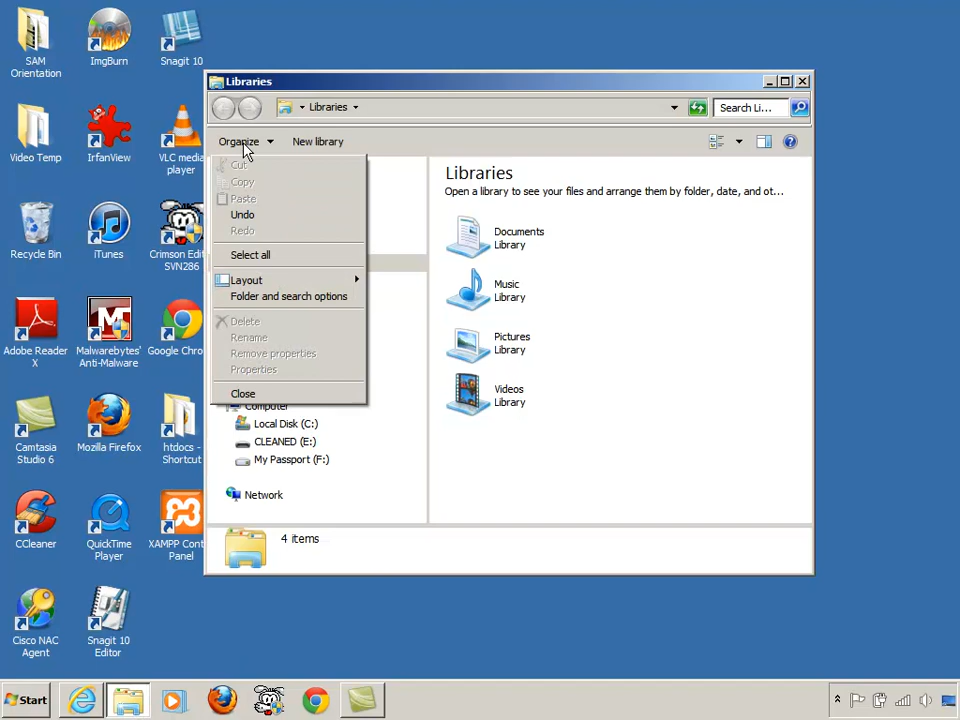 SAM
Orientation
ImgBurn
Snagit 10
Video Temp
IrfanView
VLC media
player
Recycle Bin
iTunes
Crimson Edit
SVN286
Adobe Reader
X
Malwarebytes'
Anti-Malware
Google Chro
Camtasia
Studio 6
Mozilla Firefox
htdocs -
Shortcut
CCleaner
QuickTime
Player
XAMPP Cont
Panel
Cisco NAC
Agent
Snagit 10
Editor
Libraries
Libraries
Search Li...
Organize
New library
Cut
Copy
Paste
Undo
Redo
Select all
Layout
Folder and search options
Delete
Rename
Remove properties
Properties
Close
Computer
Local Disk (C:)
CLEANED (E:)
My Passport (F:)
Network
Libraries
Open a library to see your files and arrange them by folder, date, and ot...
Documents
Library
Music
Library
Pictures
Library
Videos
Library
4 items
Start